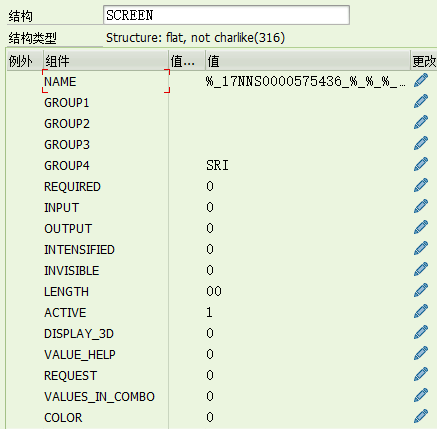 结构 SCREEN
结构类型 Structure: flat, not charlike(316)
例外 组件 值... 值 更改
NAME %_17NNS0000575436_%_%_%_...
GROUP1
GROUP2
GROUP3
GROUP4 SRI
REQUIRED 0
INPUT 0
OUTPUT 0
INTENSIFIED 0
INVISIBLE 0
LENGTH 00
ACTIVE 1
DISPLAY_3D 0
VALUE_HELP 0
REQUEST 0
VALUES_IN_COMBO 0
COLOR 0